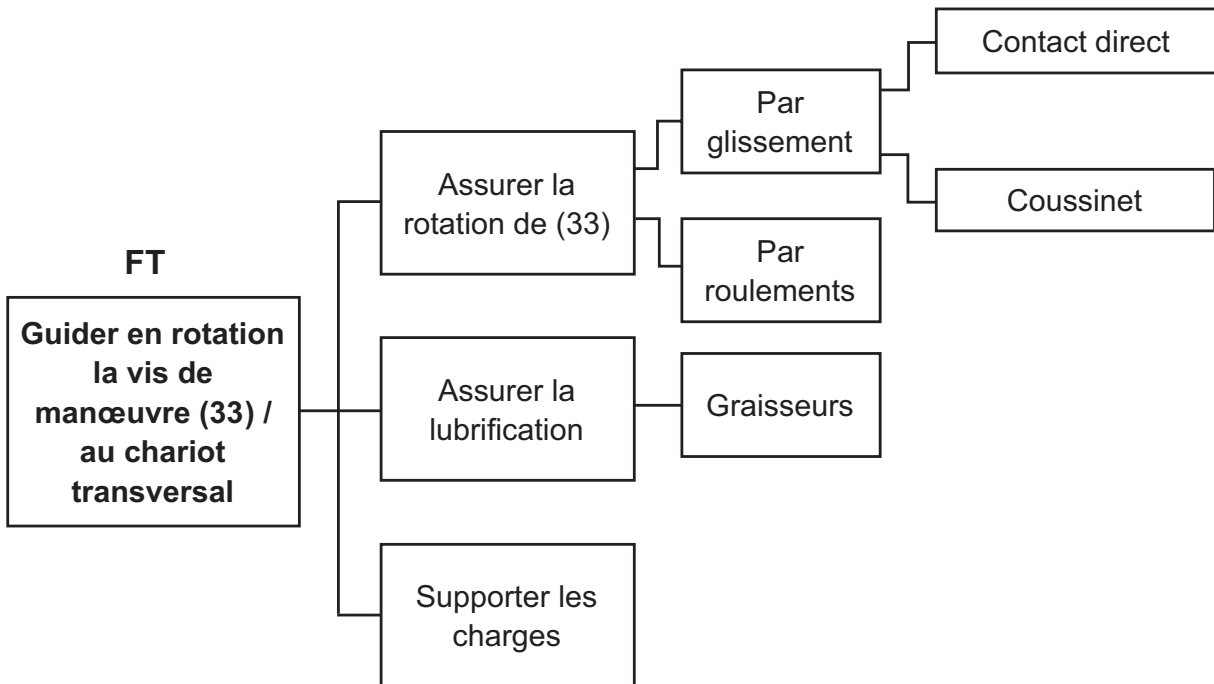 FT
Guider en rotation
la vis de
manœuvre (33) /
au chariot
transversal
Assurer la
rotation de (33)
Par
glissement
Contact direct
Coussinet
Par
roulements
Assurer la
lubrification
Graisseurs
Supporter les
charges